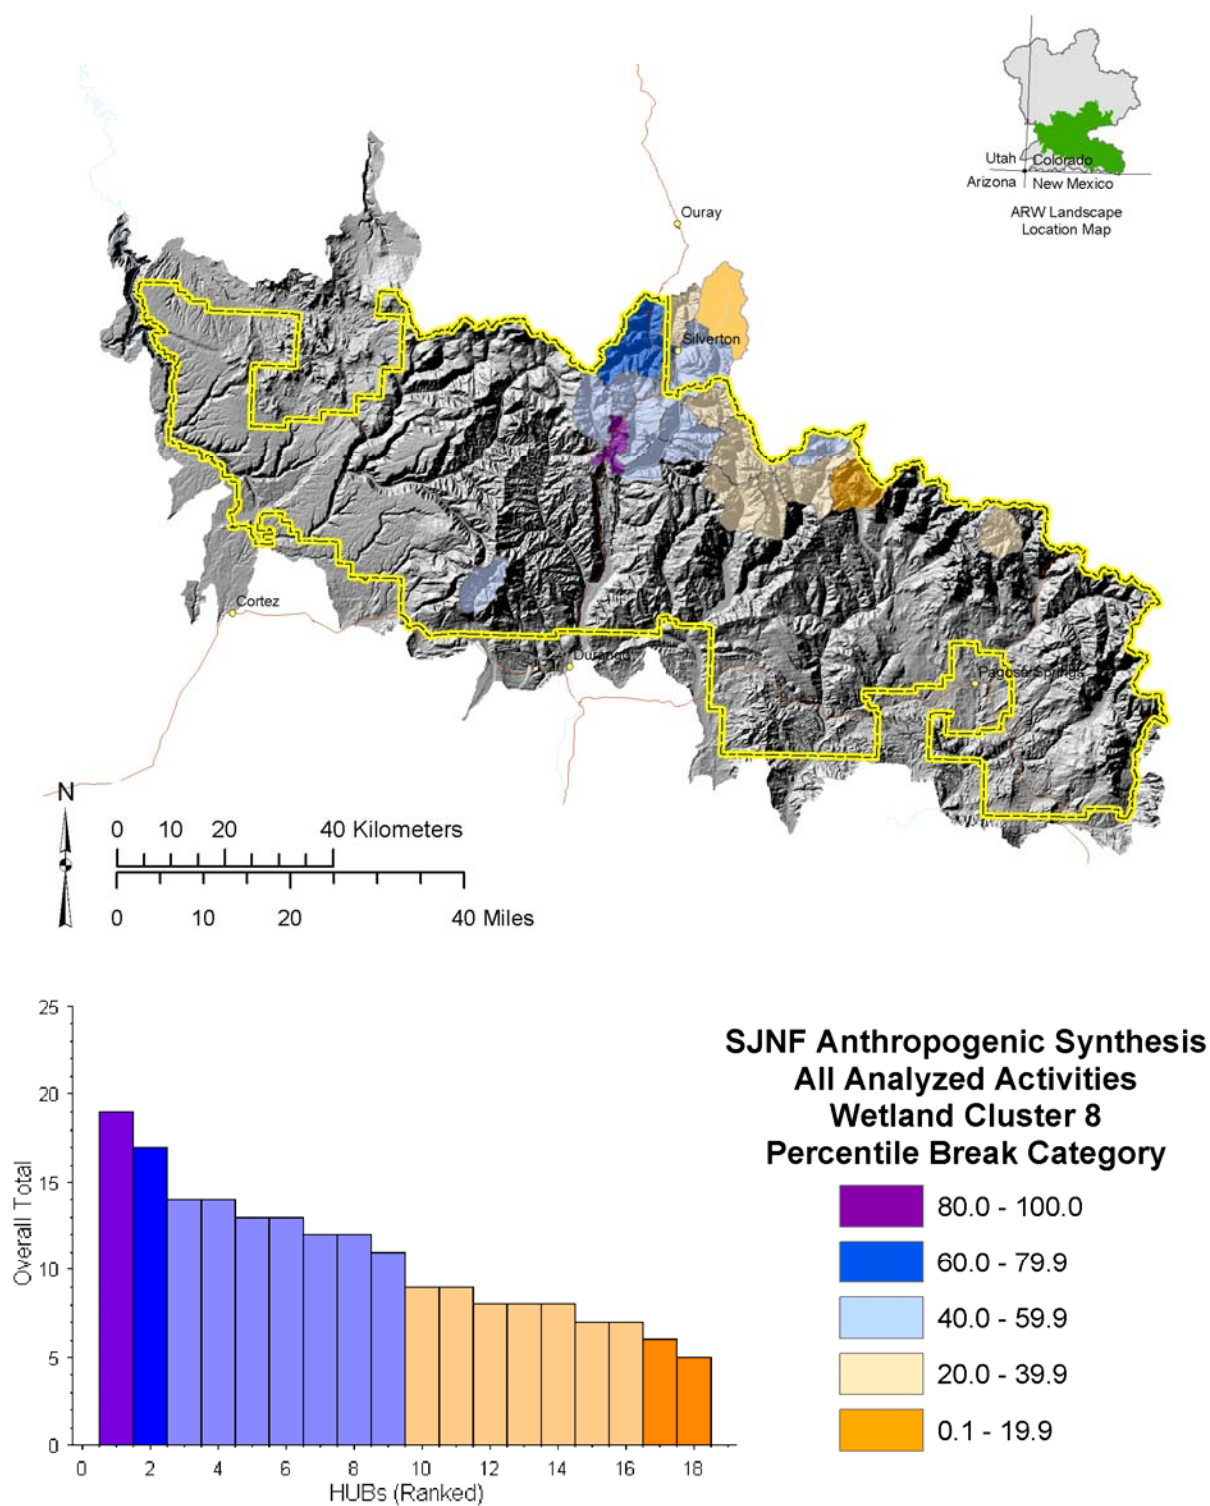 Utah Colorado
Arizona New Mexico
ARW Landscape
Location Map
Ouray
Silverton
Cortez
Durango
Pagosa Springs
N
0 10 20 40 Kilometers
0 10 20 40 Miles
25
20
15
10
5
0
Overall Total
0 2 4 6 8 10 12 14 16 18
HUBs (Ranked)
SJNF Anthropogenic Synthesis
All Analyzed Activities
Wetland Cluster 8
Percentile Break Category
80.0 - 100.0
60.0 - 79.9
40.0 - 59.9
20.0 - 39.9
0.1 - 19.9